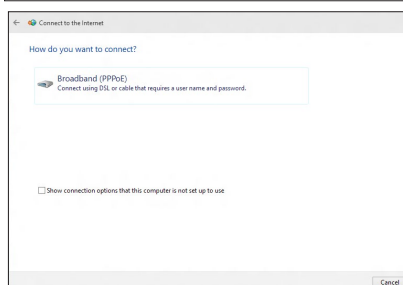 Connect to the Internet
How do you want to connect?
Broadband (PPPoE)
Connect using DSL or cable that requires a user name and password.
Show connection options that this computer is not set up to use
Cancel